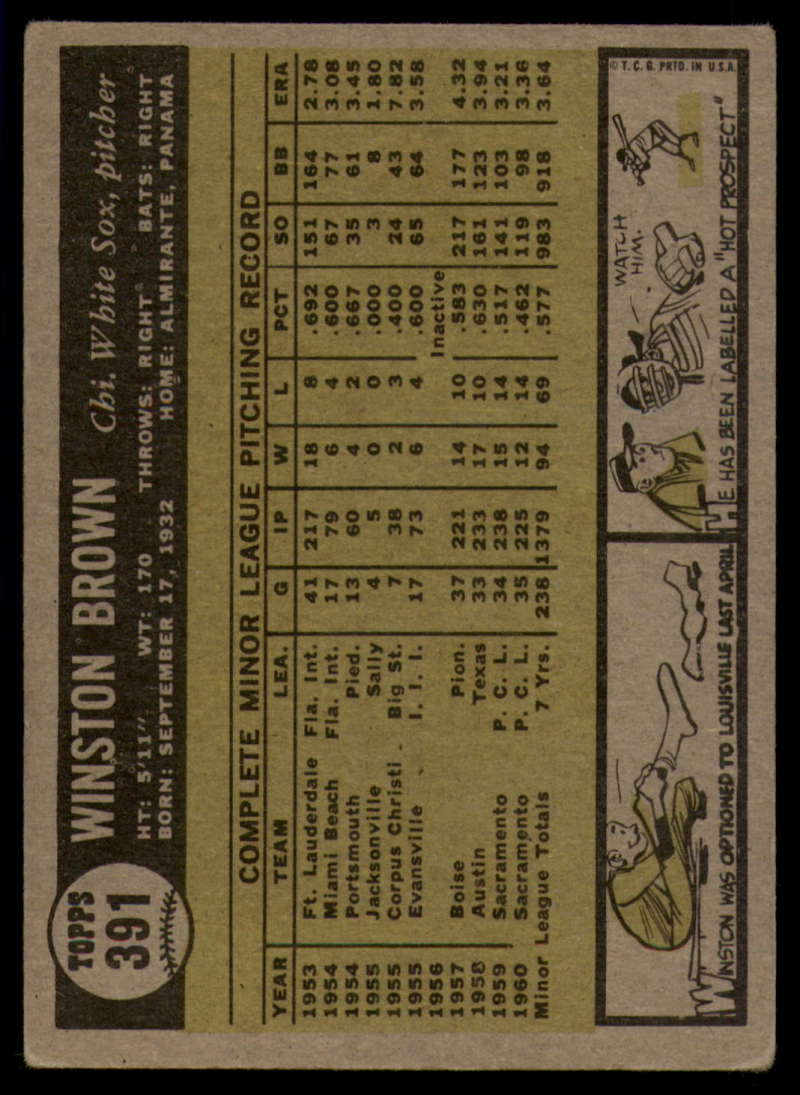 TOPPS
391
WINSTON BROWN Chi. White Sox, pitcher
HT: 5'11" WT: 170 THROWS: RIGHT BATS: RIGHT
BORN: SEPTEMBER 17, 1932 HOME: ALMIRANTE, PANAMA
COMPLETE MINOR LEAGUE PITCHING RECORD
YEAR TEAM LEA. G IP W L PCT SO BB ERA
1953 Ft. Lauderdale Fla. Int. 41 217 18 8 .692 151 164 2.78
1954 Miami Beach Fla. Int. 17 79 6 4 .600 67 77 3.08
1954 Portsmouth Pied. 13 60 4 2 .667 35 61 3.45
1955 Jacksonville Sally 4 5 0 0 .000 3 8 1.80
1955 Corpus Christi Big St. 7 38 2 3 .400 24 43 7.82
1955 Evansville I. I. I. 17 73 6 4 .600 65 64 3.58
1956 Inactive
1957 Boise Pion. 37 221 14 10 .583 217 177 4.32
1958 Austin Texas 33 233 17 10 .630 161 123 3.94
1959 Sacramento P. C. L. 34 238 15 14 .517 141 103 3.21
1960 Sacramento P. C. L. 35 225 12 14 .462 119 98 3.36
Minor League Totals 7 Yrs. 238 1379 94 69 .577 983 918 3.64
WINSTON WAS OPTIONED TO LOUISVILLE LAST APRIL.
© T. C. G. PRTD. IN U.S.A.
WATCH
HIM.
HE HAS BEEN LABELLED A "HOT PROSPECT"